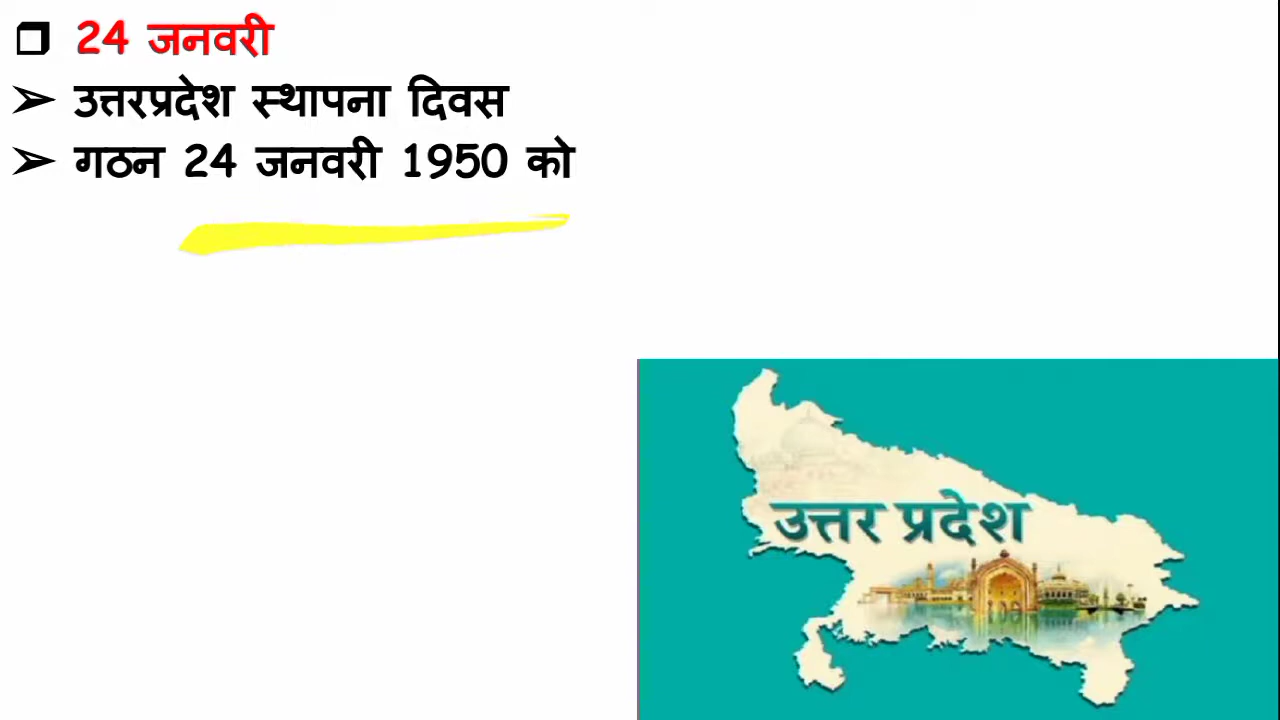 ❒ 24 जनवरी
➢ उत्तरप्रदेश स्थापना दिवस
➢ गठन 24 जनवरी 1950 को
उत्तर प्रदेश